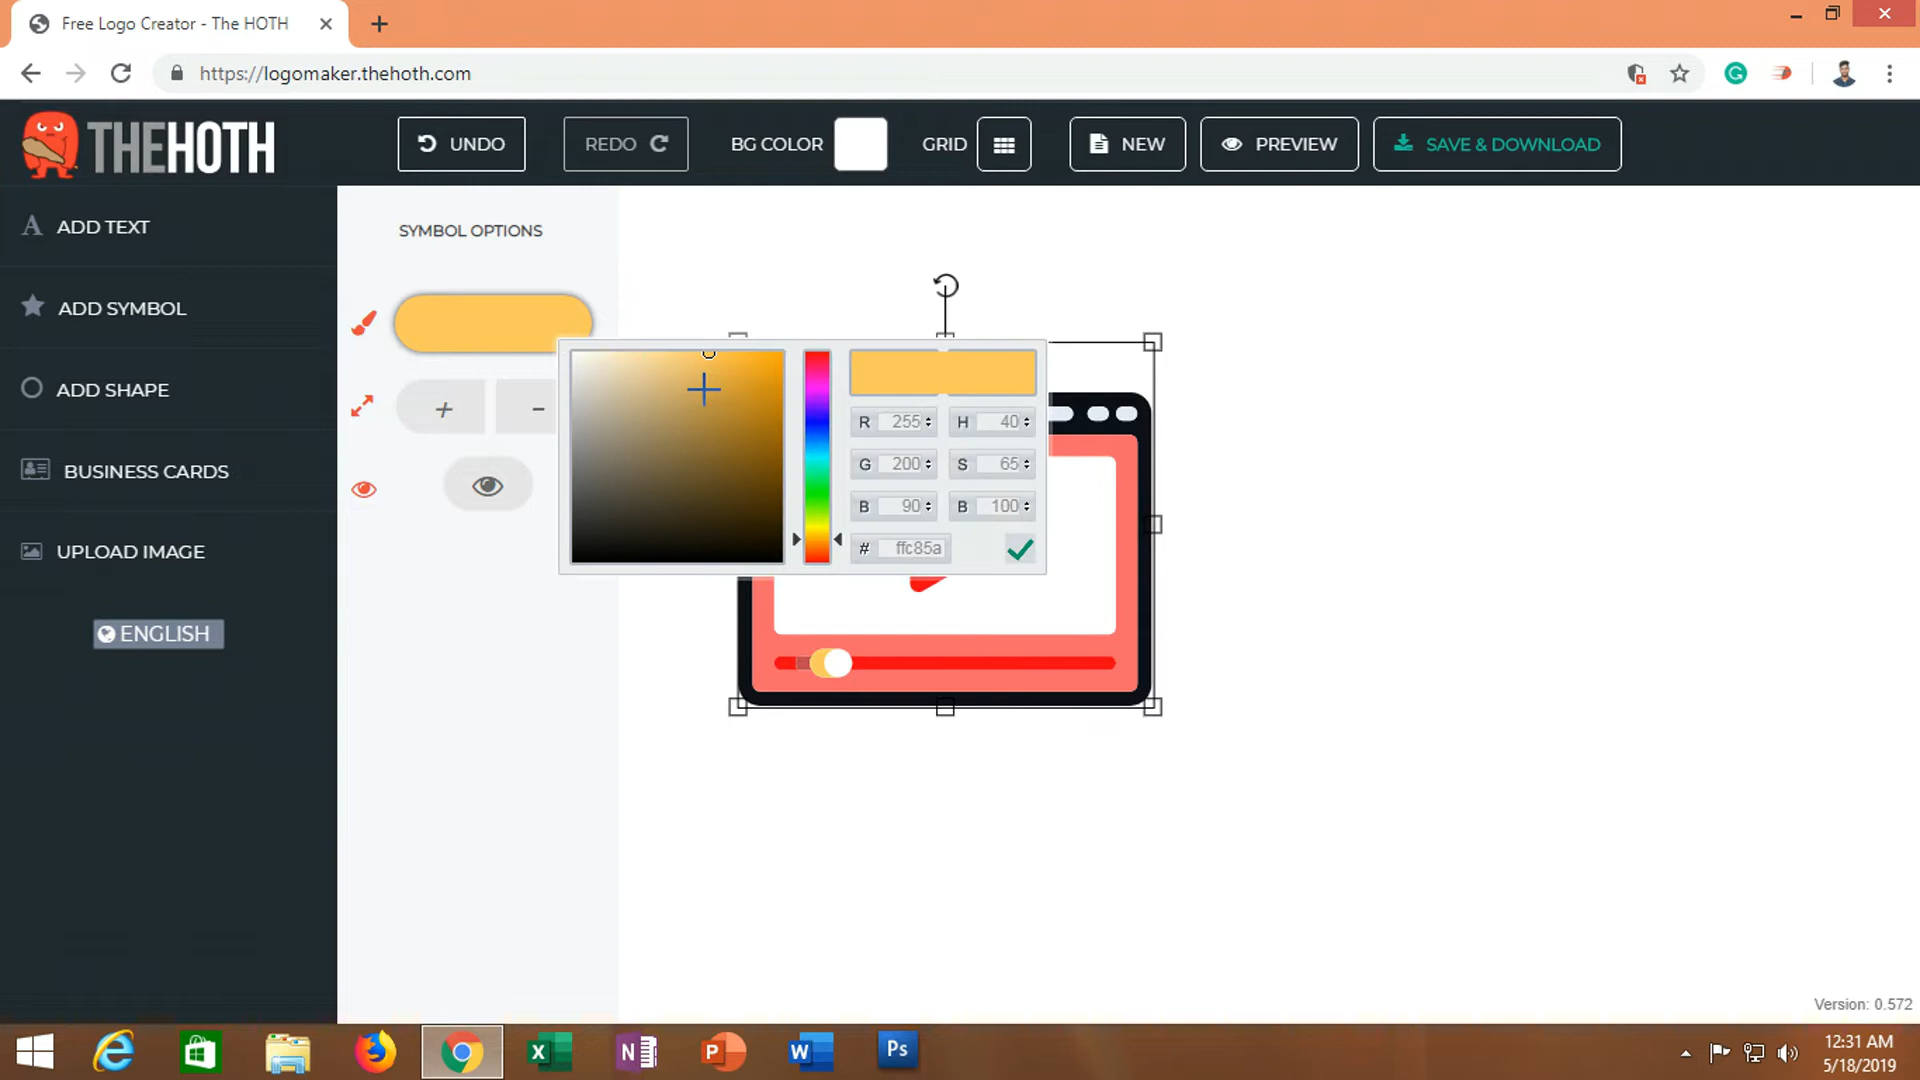 Free Logo Creator - The HOTH
https://logomaker.thehoth.com
THEHOTH
UNDO
REDO
BG COLOR
GRID
NEW
PREVIEW
SAVE & DOWNLOAD
A ADD TEXT
ADD SYMBOL
ADD SHAPE
BUSINESS CARDS
UPLOAD IMAGE
ENGLISH
SYMBOL OPTIONS
+ -
R 255 H 40
G 200 S 65
B 90 B 100
# ffc85a
Version: 0.572
12:31 AM
5/18/2019
X
N
P
W
Ps